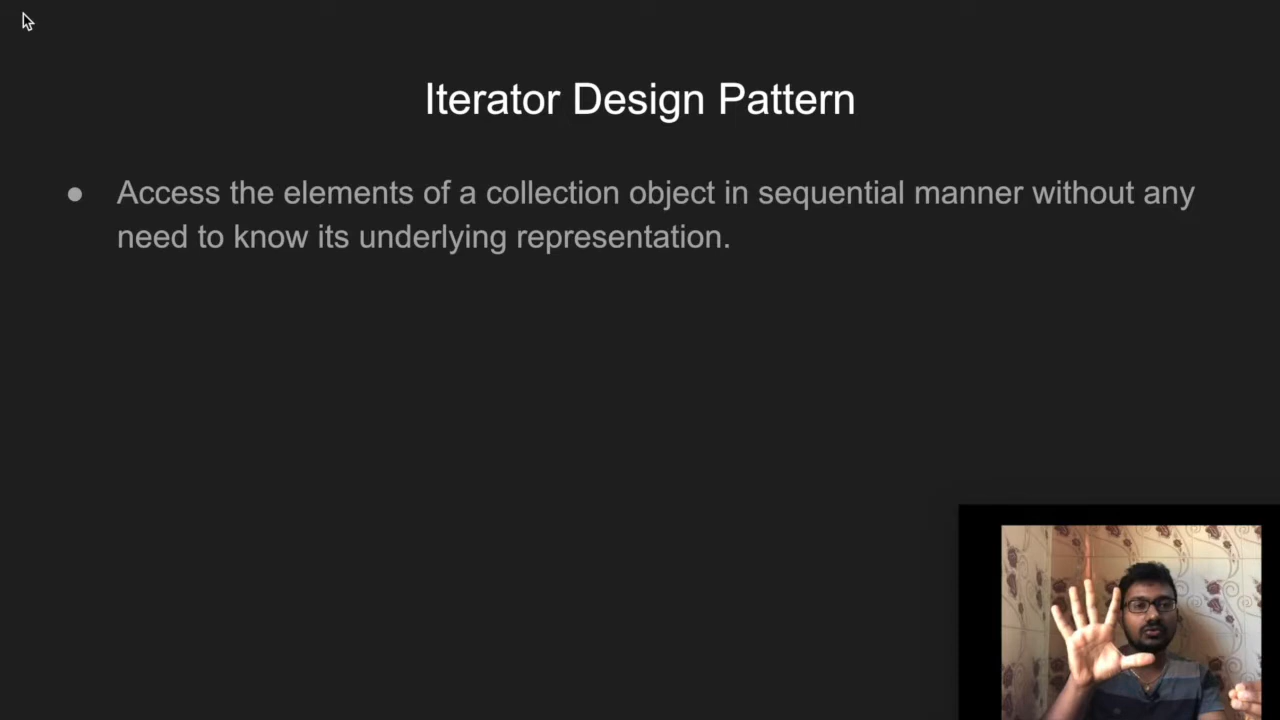 Iterator Design Pattern
● Access the elements of a collection object in sequential manner without any
need to know its underlying representation.